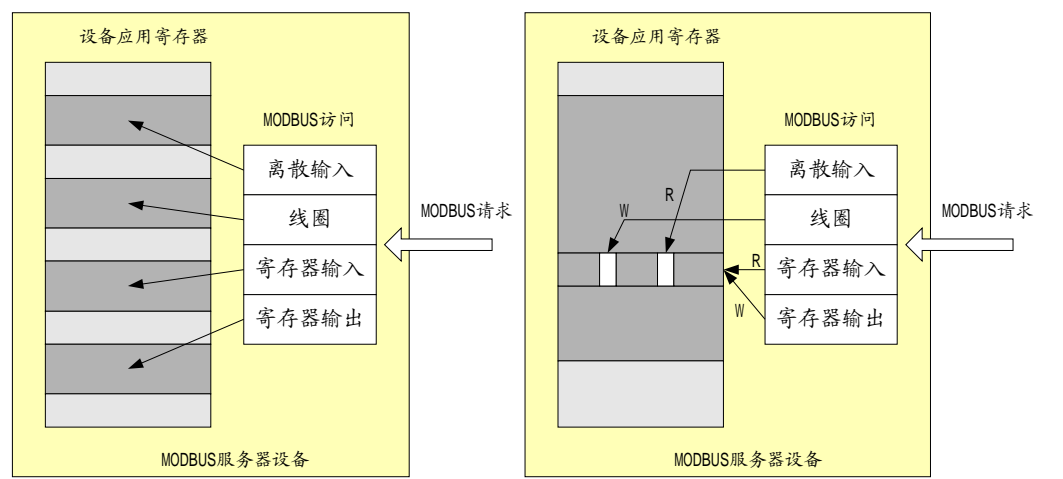 设备应用寄存器
MODBUS访问
离散输入
线圈
寄存器输入
寄存器输出
MODBUS请求
MODBUS服务器设备
设备应用寄存器
MODBUS访问
离散输入
R
W
线圈
R
寄存器输入
W
寄存器输出
MODBUS请求
MODBUS服务器设备